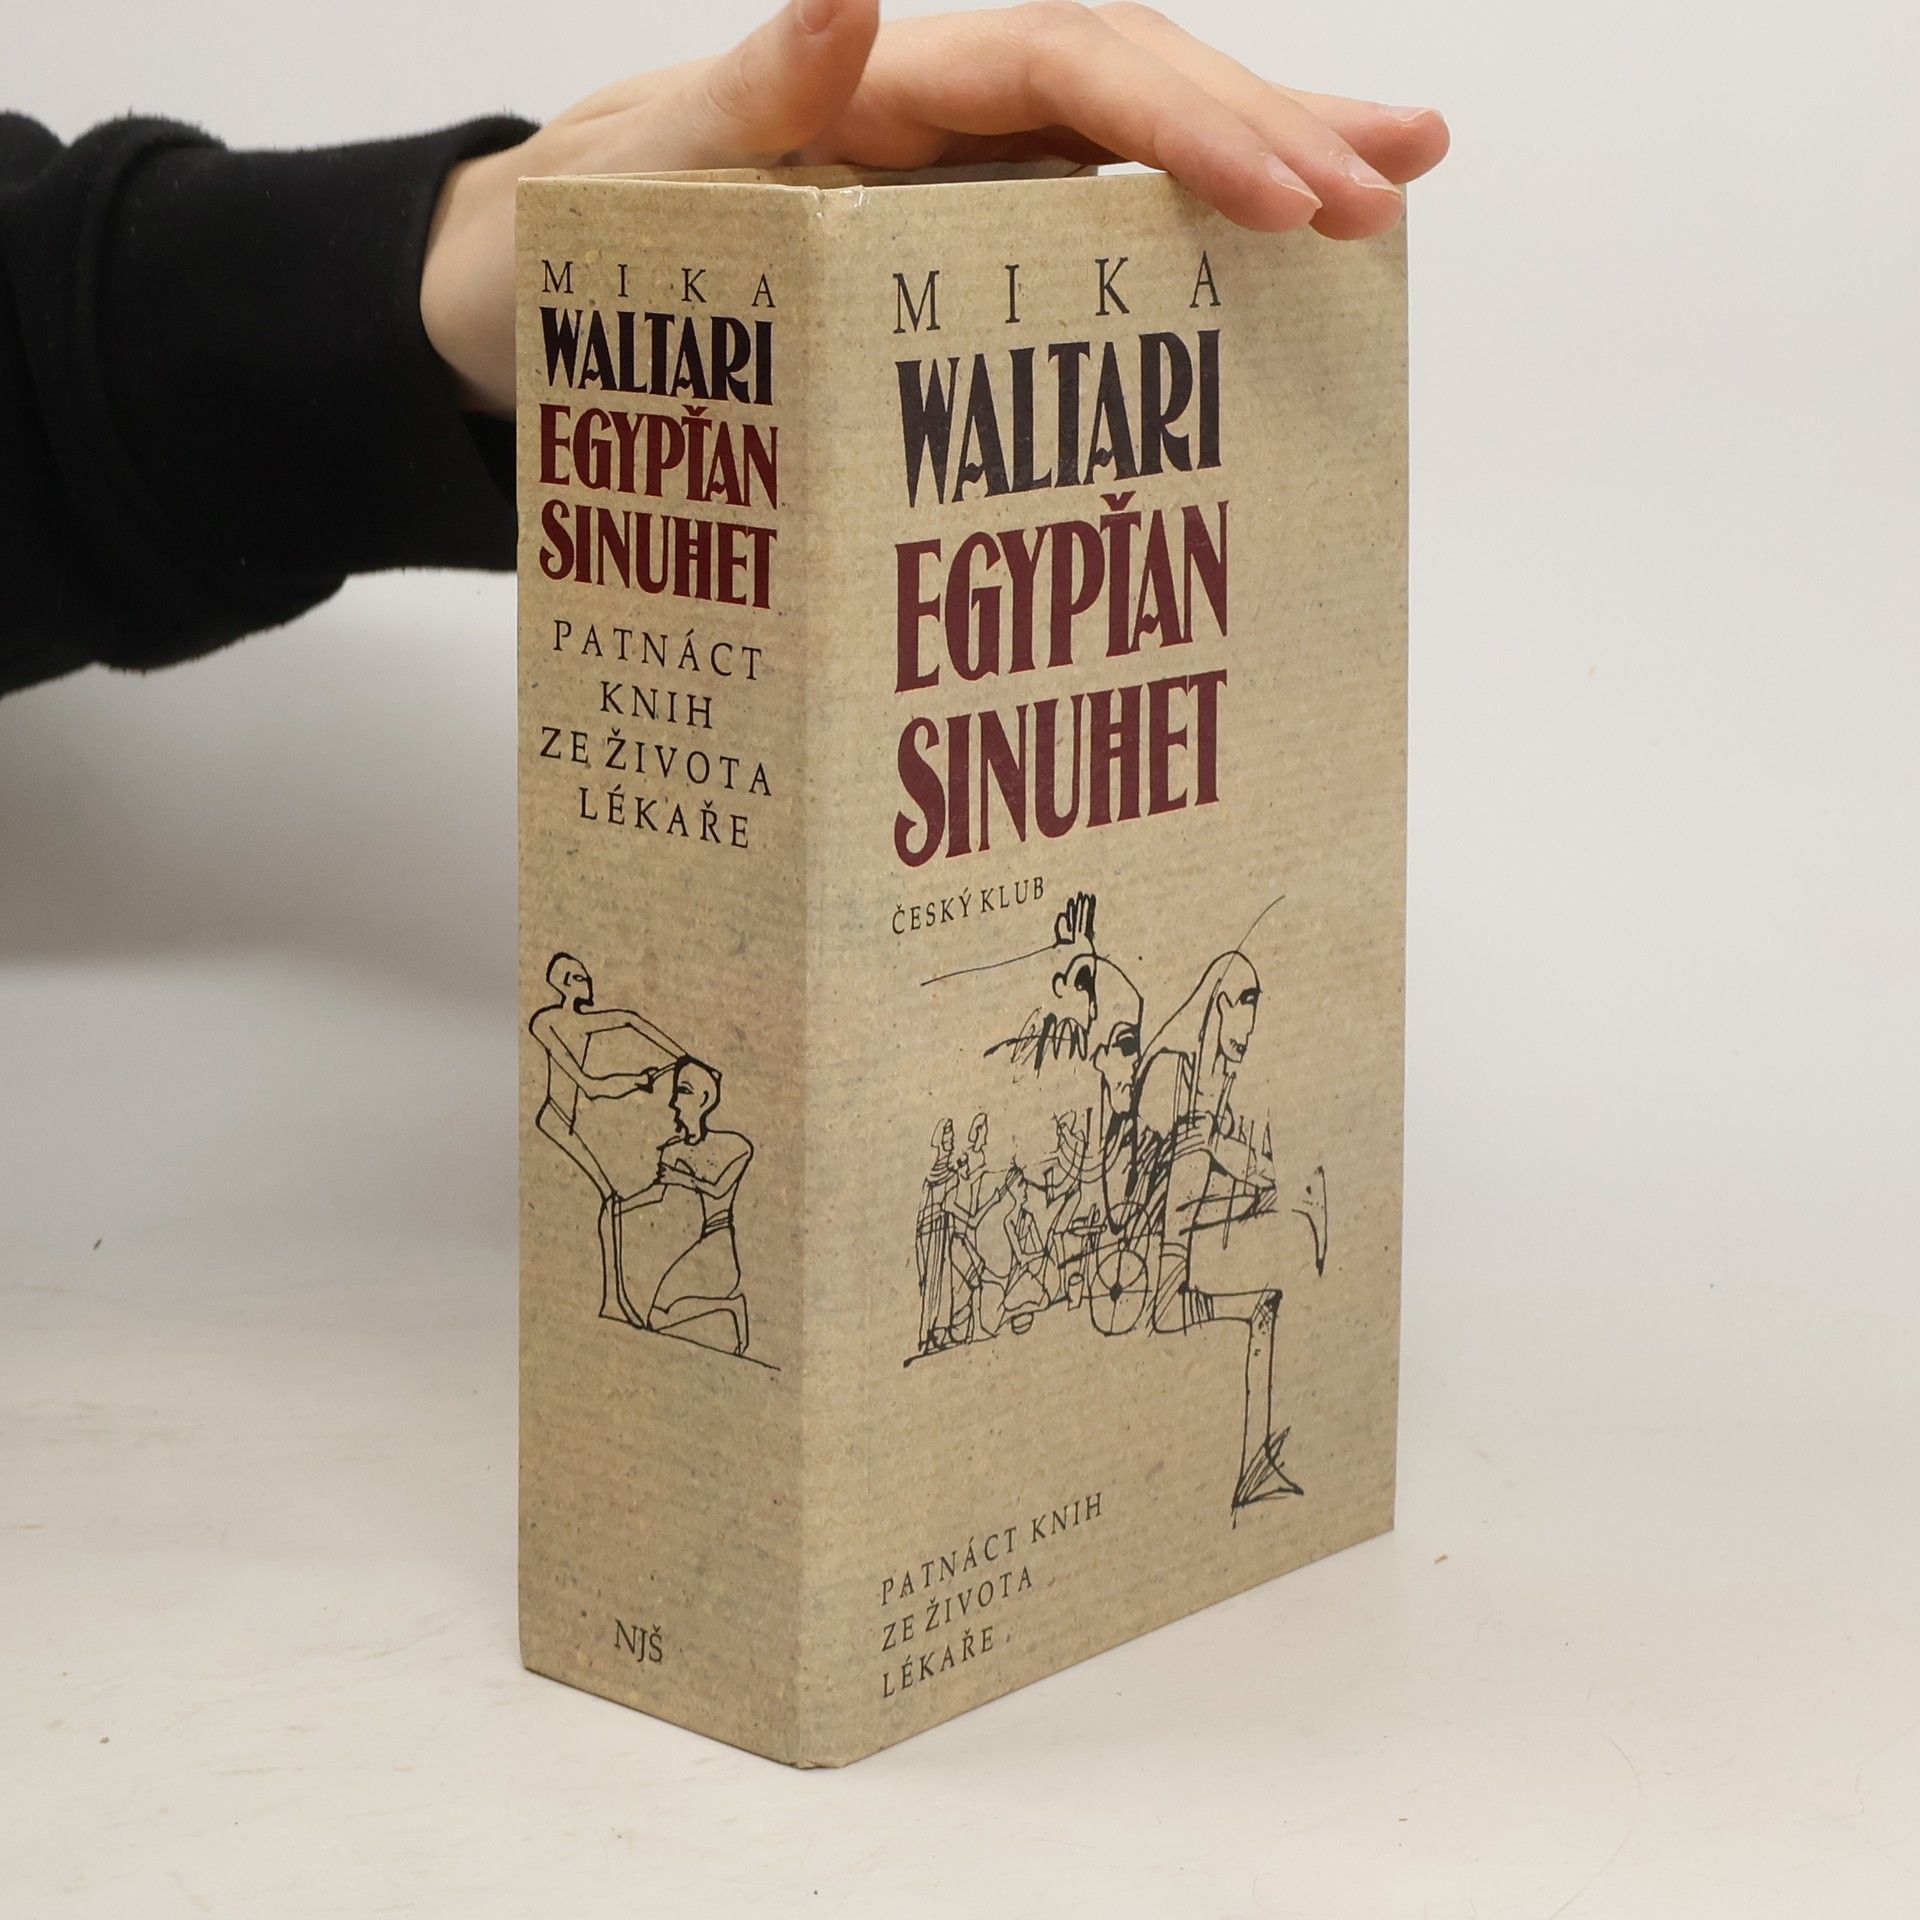 MIKA
WALTARI
EGYPŤAN
SINUHET
PATNÁCT
KNIH
ZE ŽIVOTA
LÉKAŘE
NJŠ
MIKA
WALTARI
EGYPŤAN
SINUHET
ČESKÝ KLUB
PATNÁCT KNIH
ZE ŽIVOTA
LÉKAŘE